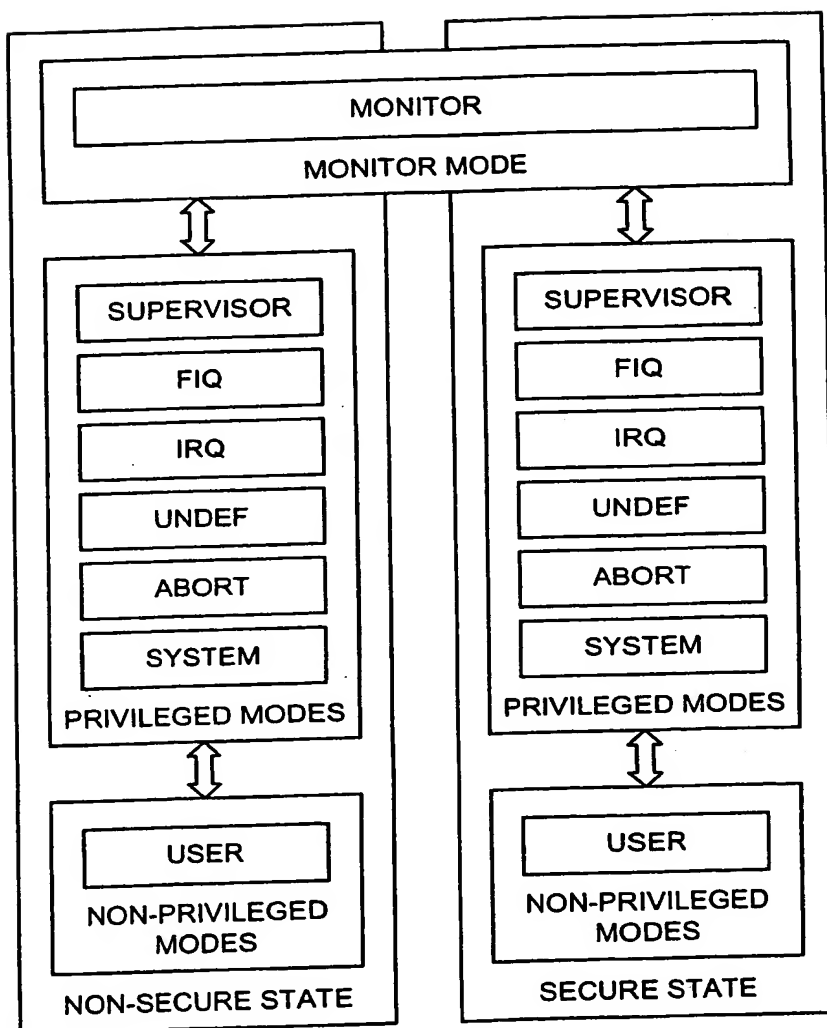 MONITOR
MONITOR MODE
SUPERVISOR
FIQ
IRQ
UNDEF
ABORT
SYSTEM
PRIVILEGED MODES
USER
NON-PRIVILEGED
MODES
NON-SECURE STATE
SUPERVISOR
FIQ
IRQ
UNDEF
ABORT
SYSTEM
PRIVILEGED MODES
USER
NON-PRIVILEGED
MODES
SECURE STATE